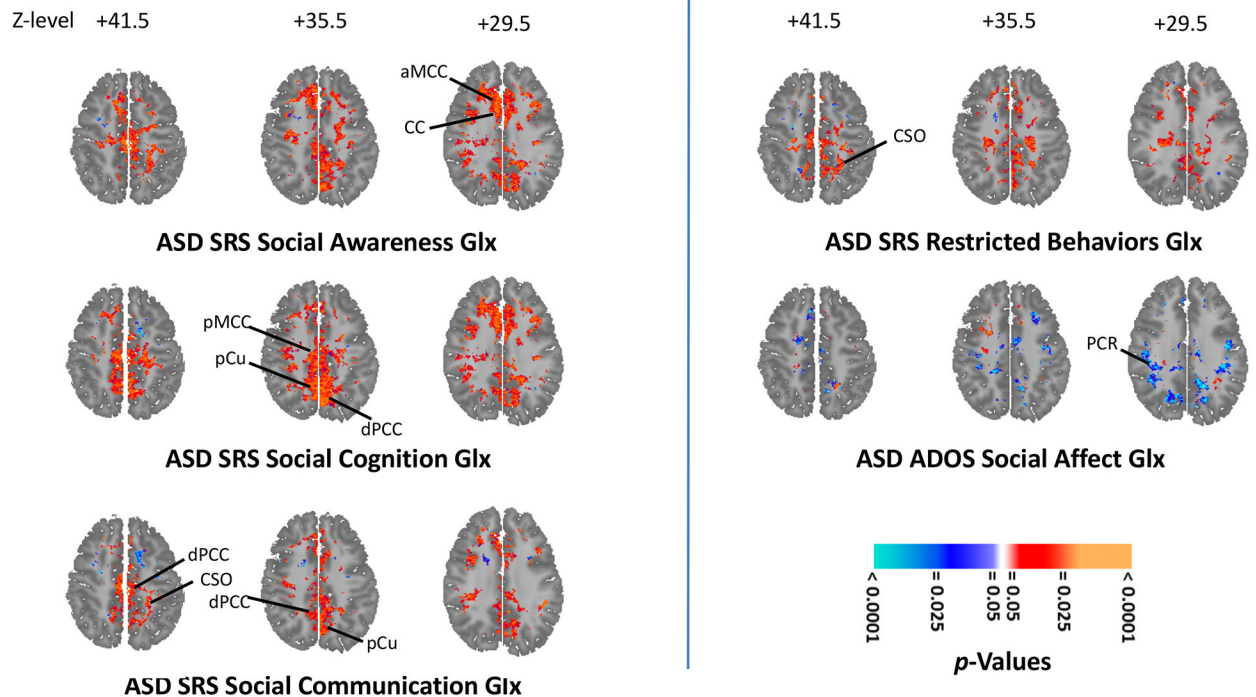 Z-level +41.5 +35.5 +29.5
+41.5 +35.5 +29.5
aMCC
CC
CSO
ASD SRS Social Awareness Glx
ASD SRS Restricted Behaviors Glx
pMCC
pCu
dPCC
PCR
ASD SRS Social Cognition Glx
ASD ADOS Social Affect Glx
dPCC
CSO
dPCC
pCu
ASD SRS Social Communication Glx
< 0.0001
= 0.025
= 0.05
= 0.05
= 0.025
< 0.0001
p-Values